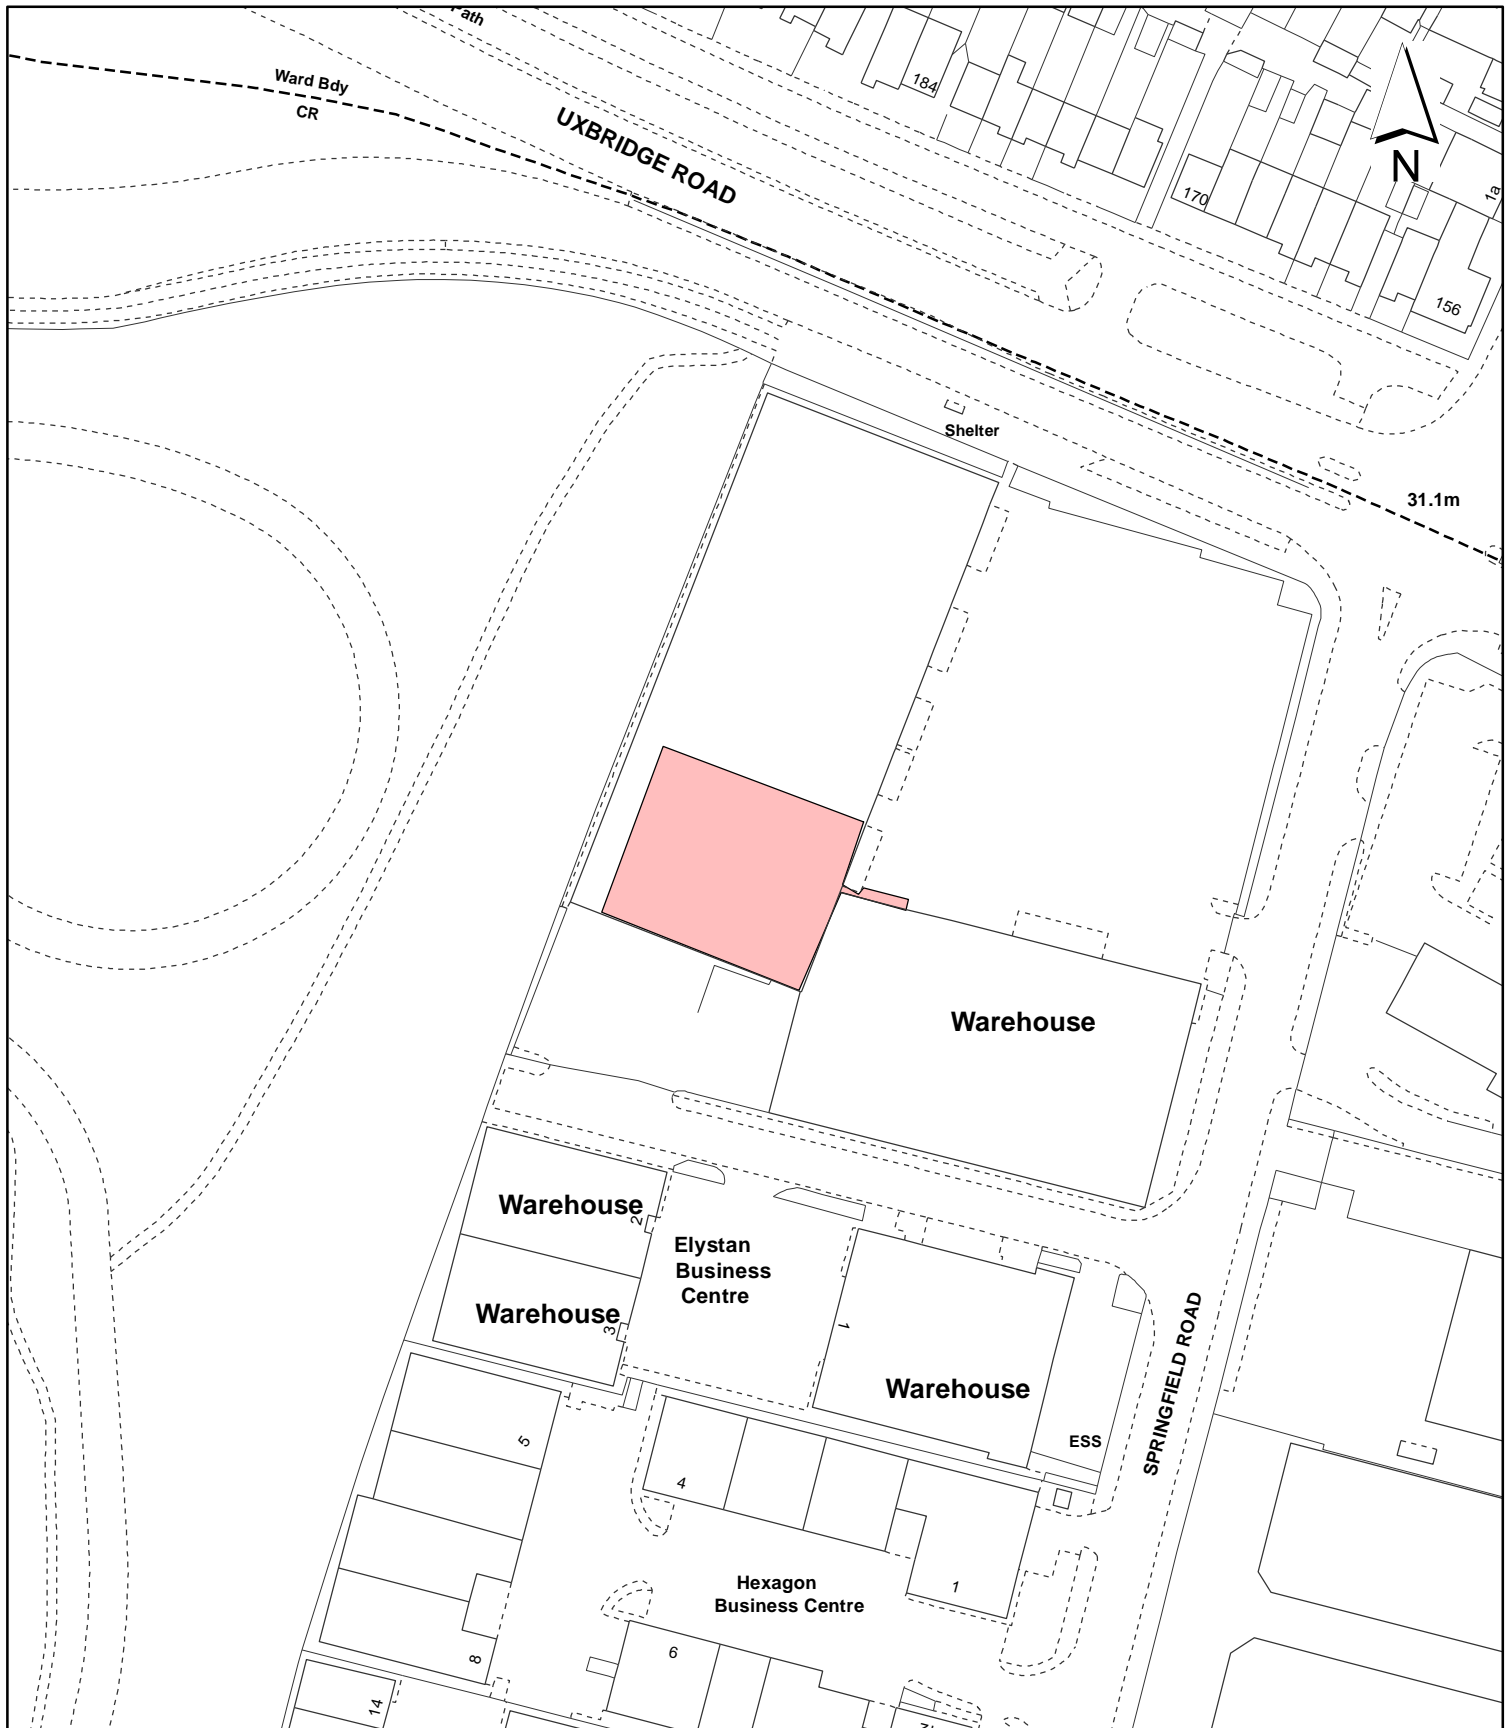 Path
184
Ward Bdy
CR
UXBRIDGE ROAD
N
170
1a
156
Shelter
31.1m
Warehouse
Warehouse
2
Elystan
Business
Centre
Warehouse
3
1
Warehouse
SPRINGFIELD ROAD
ESS
5
4
Hexagon
Business Centre
1
6
8
14